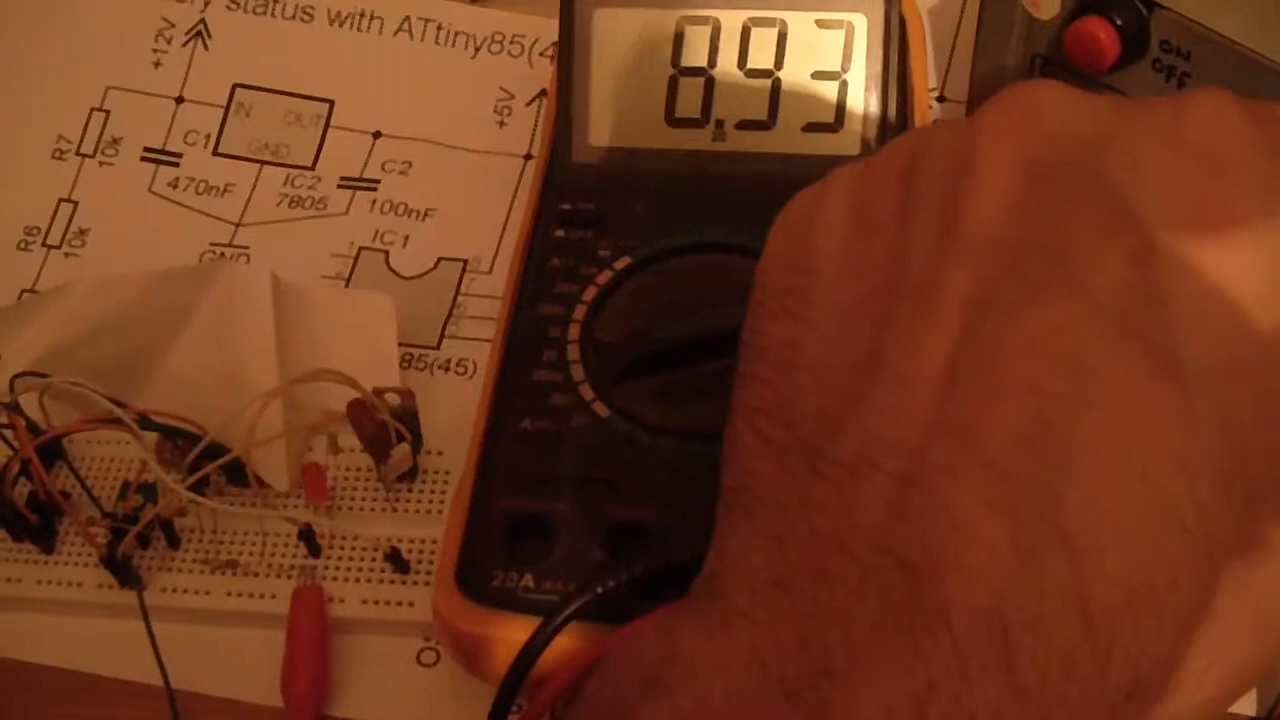 ry status with ATtiny85(4
8.93
ON
OFF
+12V
+5V
IN
OUT
GND
R7
10k
C1
470nF
IC2
7805
C2
100nF
R6
10k
GND
IC1
85(45)
20A